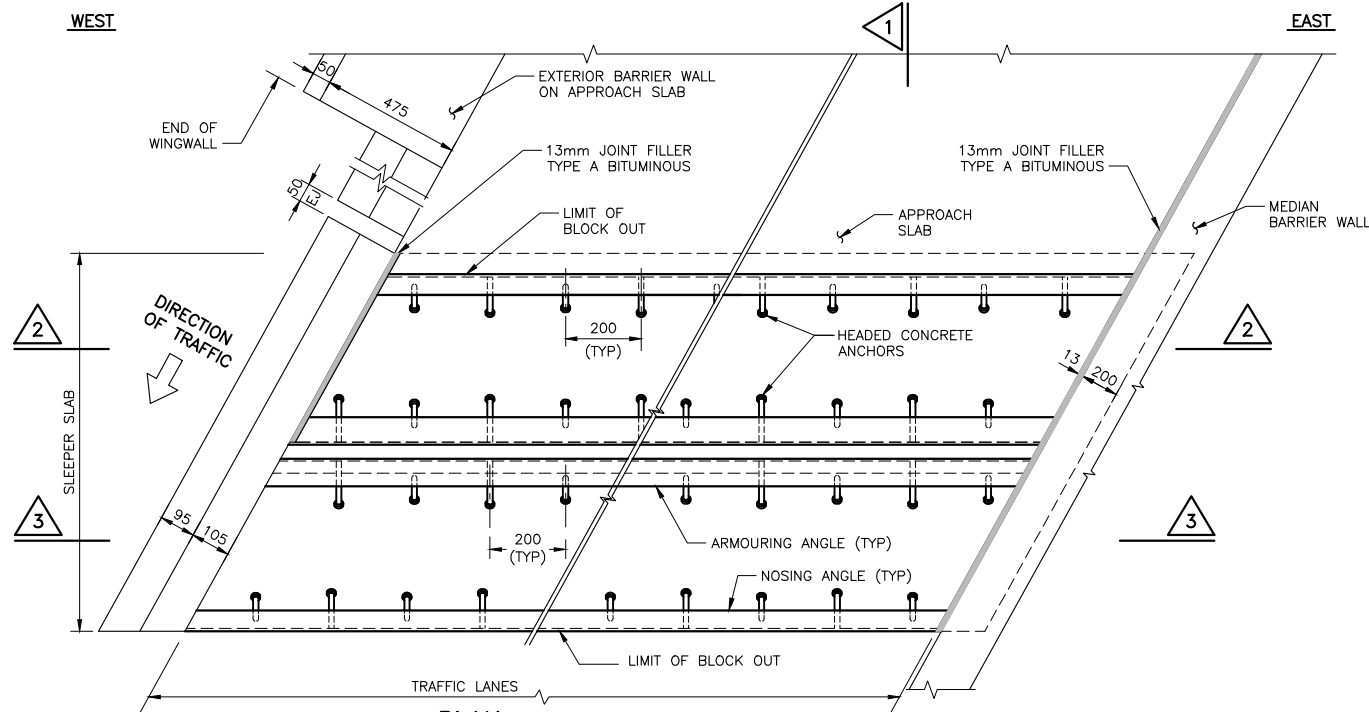 WEST
1
EAST
50
475
EXTERIOR BARRIER WALL
ON APPROACH SLAB
END OF
WINGWALL
13mm JOINT FILLER
TYPE A BITUMINOUS
13mm JOINT FILLER
TYPE A BITUMINOUS
50
EJ
LIMIT OF
BLOCK OUT
APPROACH
SLAB
MEDIAN
BARRIER WALL
DIRECTION
OF TRAFFIC
2
200
(TYP)
HEADED CONCRETE
ANCHORS
2
13
200
SLEEPER SLAB
3
95
105
200
(TYP)
ARMOURING ANGLE (TYP)
3
NOSING ANGLE (TYP)
LIMIT OF BLOCK OUT
TRAFFIC LANES